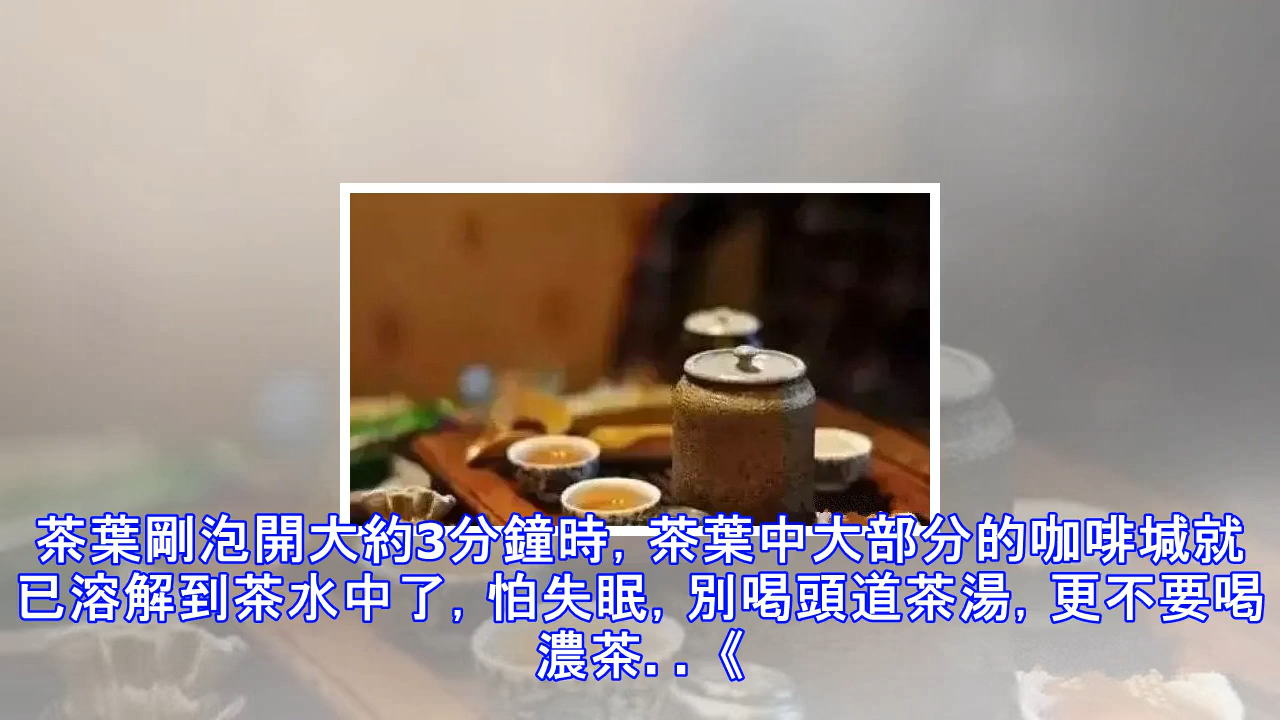 茶葉剛泡開大約3分鐘時, 茶葉中大部分的咖啡堿就
已溶解到茶水中了, 怕失眠, 別喝頭道茶湯, 更不要喝
濃茶. . 《